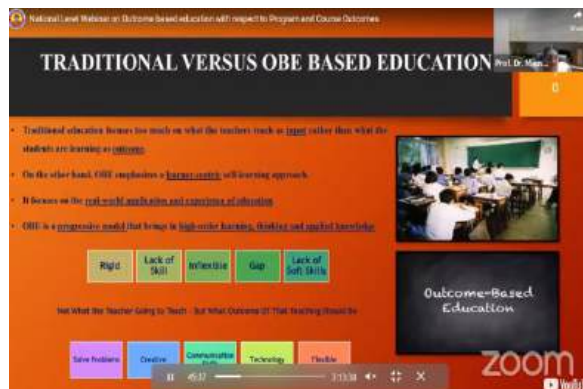 National Level Webinar on Outcome based education with respect to Program and Course Outcomes
TRADITIONAL VERSUS OBE BASED EDUCATION
Prof. Dr.
0
• Traditional education focuses too much on what the teachers teach as input rather than what the
students are learning as outcome.
• On the other hand, OBE emphasizes a learner-centric self-learning approach.
• It focuses on the real-world application and experience of education
• OBE is a progressive model that brings in high-order learning, thinking and applied knowledge
Rigid
Lack of
Skill
Inflexible
Gap
Lack of
Soft Skills
Not What the Teacher Going to Teach - But What Outcome Of That Teaching Should Be
Outcome-Based
Education
Solve Problems
Creative
Communication
Technology
Flexible
45:37
2:13:38
zoom